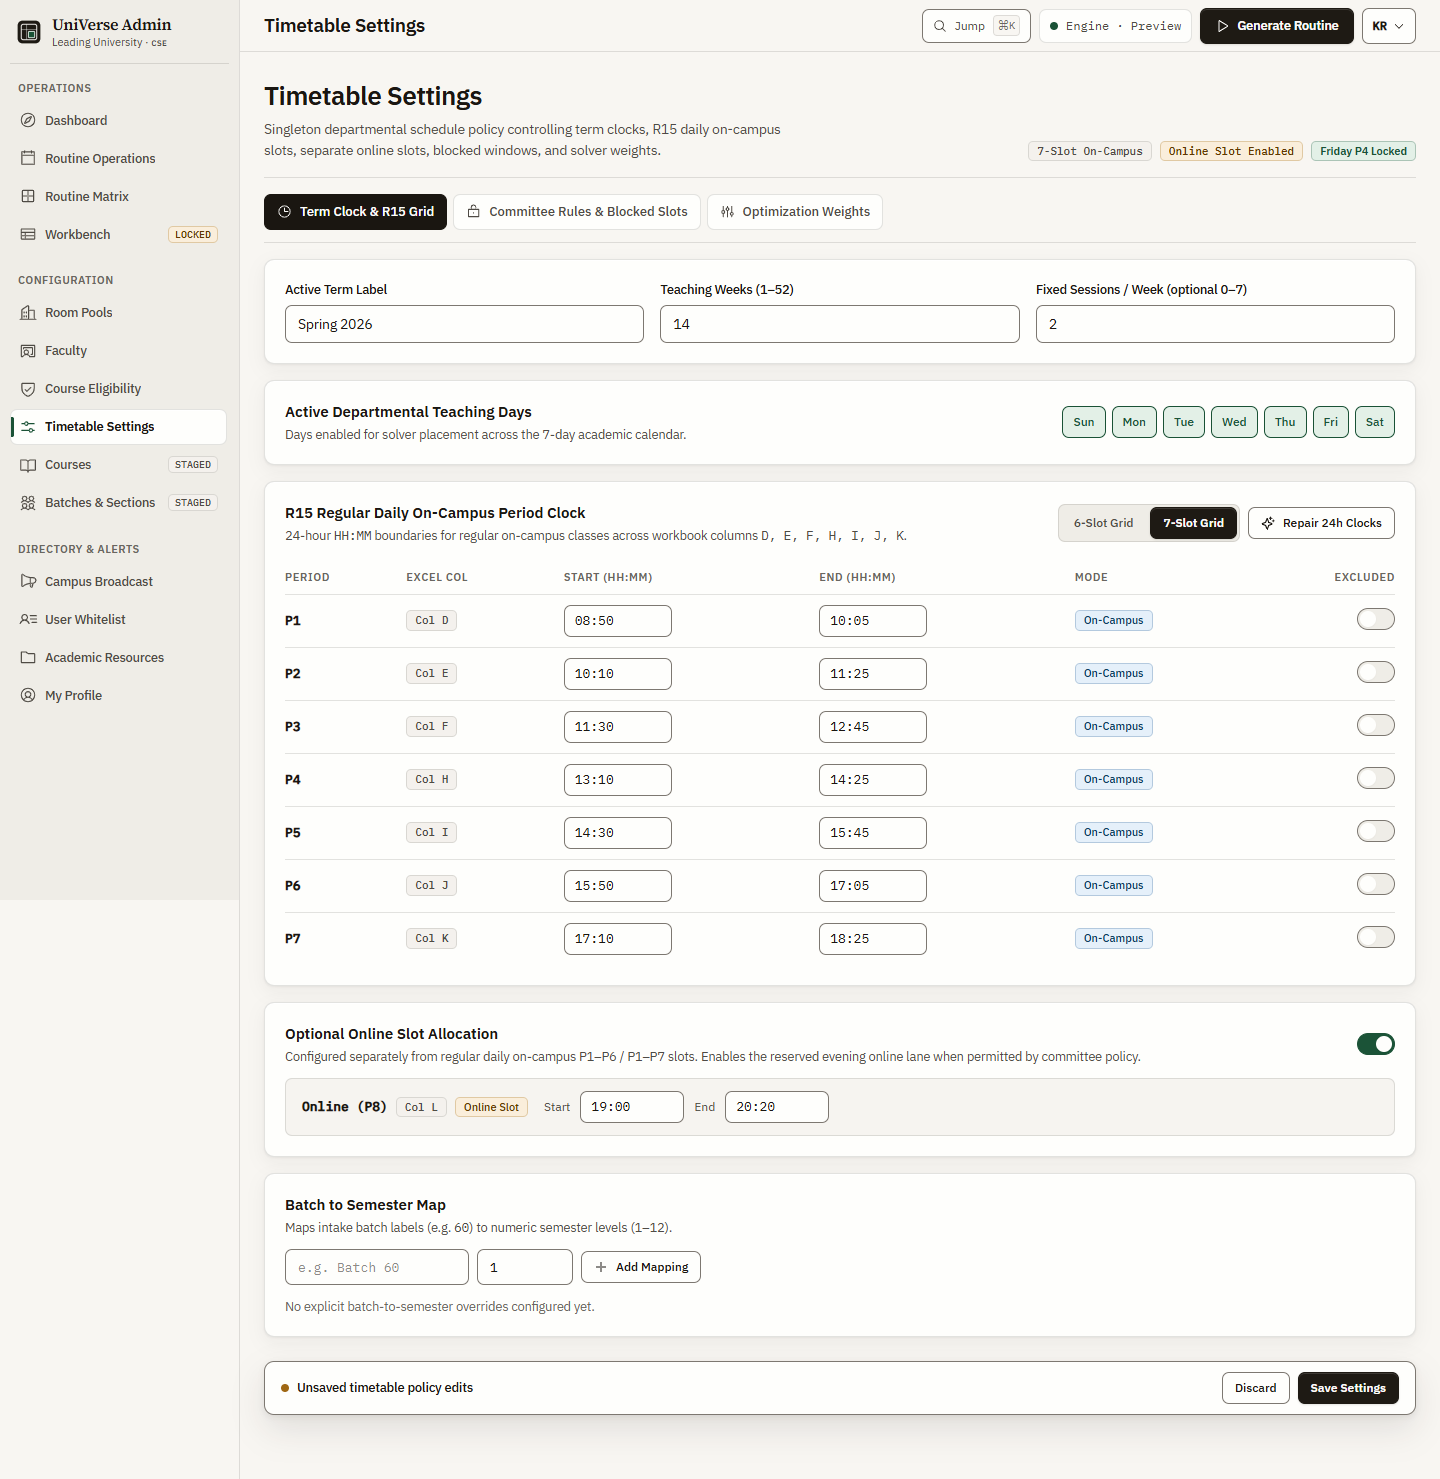 UniVerse Admin
Leading University · CSE
OPERATIONS
Dashboard
Routine Operations
Routine Matrix
Workbench LOCKED
CONFIGURATION
Room Pools
Faculty
Course Eligibility
Timetable Settings
Courses STAGED
Batches & Sections STAGED
DIRECTORY & ALERTS
Campus Broadcast
User Whitelist
Academic Resources
My Profile
Timetable Settings
Jump ⌘K
Engine · Preview
Generate Routine
KR
Timetable Settings
Singleton departmental schedule policy controlling term clocks, R15 daily on-campus
slots, separate online slots, blocked windows, and solver weights.
7-Slot On-Campus Online Slot Enabled Friday P4 Locked
Term Clock & R15 Grid Committee Rules & Blocked Slots Optimization Weights
Active Term Label Teaching Weeks (1–52) Fixed Sessions / Week (optional 0–7)
Spring 2026 14 2
Active Departmental Teaching Days
Days enabled for solver placement across the 7-day academic calendar.
Sun Mon Tue Wed Thu Fri Sat
R15 Regular Daily On-Campus Period Clock
24-hour HH:MM boundaries for regular on-campus classes across workbook columns D, E, F, H, I, J, K.
6-Slot Grid 7-Slot Grid Repair 24h Clocks
PERIOD EXCEL COL START (HH:MM) END (HH:MM) MODE EXCLUDED
P1 Col D 08:50 10:05 On-Campus
P2 Col E 10:10 11:25 On-Campus
P3 Col F 11:30 12:45 On-Campus
P4 Col H 13:10 14:25 On-Campus
P5 Col I 14:30 15:45 On-Campus
P6 Col J 15:50 17:05 On-Campus
P7 Col K 17:10 18:25 On-Campus
Optional Online Slot Allocation
Configured separately from regular daily on-campus P1–P6 / P1–P7 slots. Enables the reserved evening online lane when permitted by committee policy.
Online (P8) Col L Online Slot Start 19:00 End 20:20
Batch to Semester Map
Maps intake batch labels (e.g. 60) to numeric semester levels (1–12).
e.g. Batch 60 1 Add Mapping
No explicit batch-to-semester overrides configured yet.
Unsaved timetable policy edits Discard Save Settings